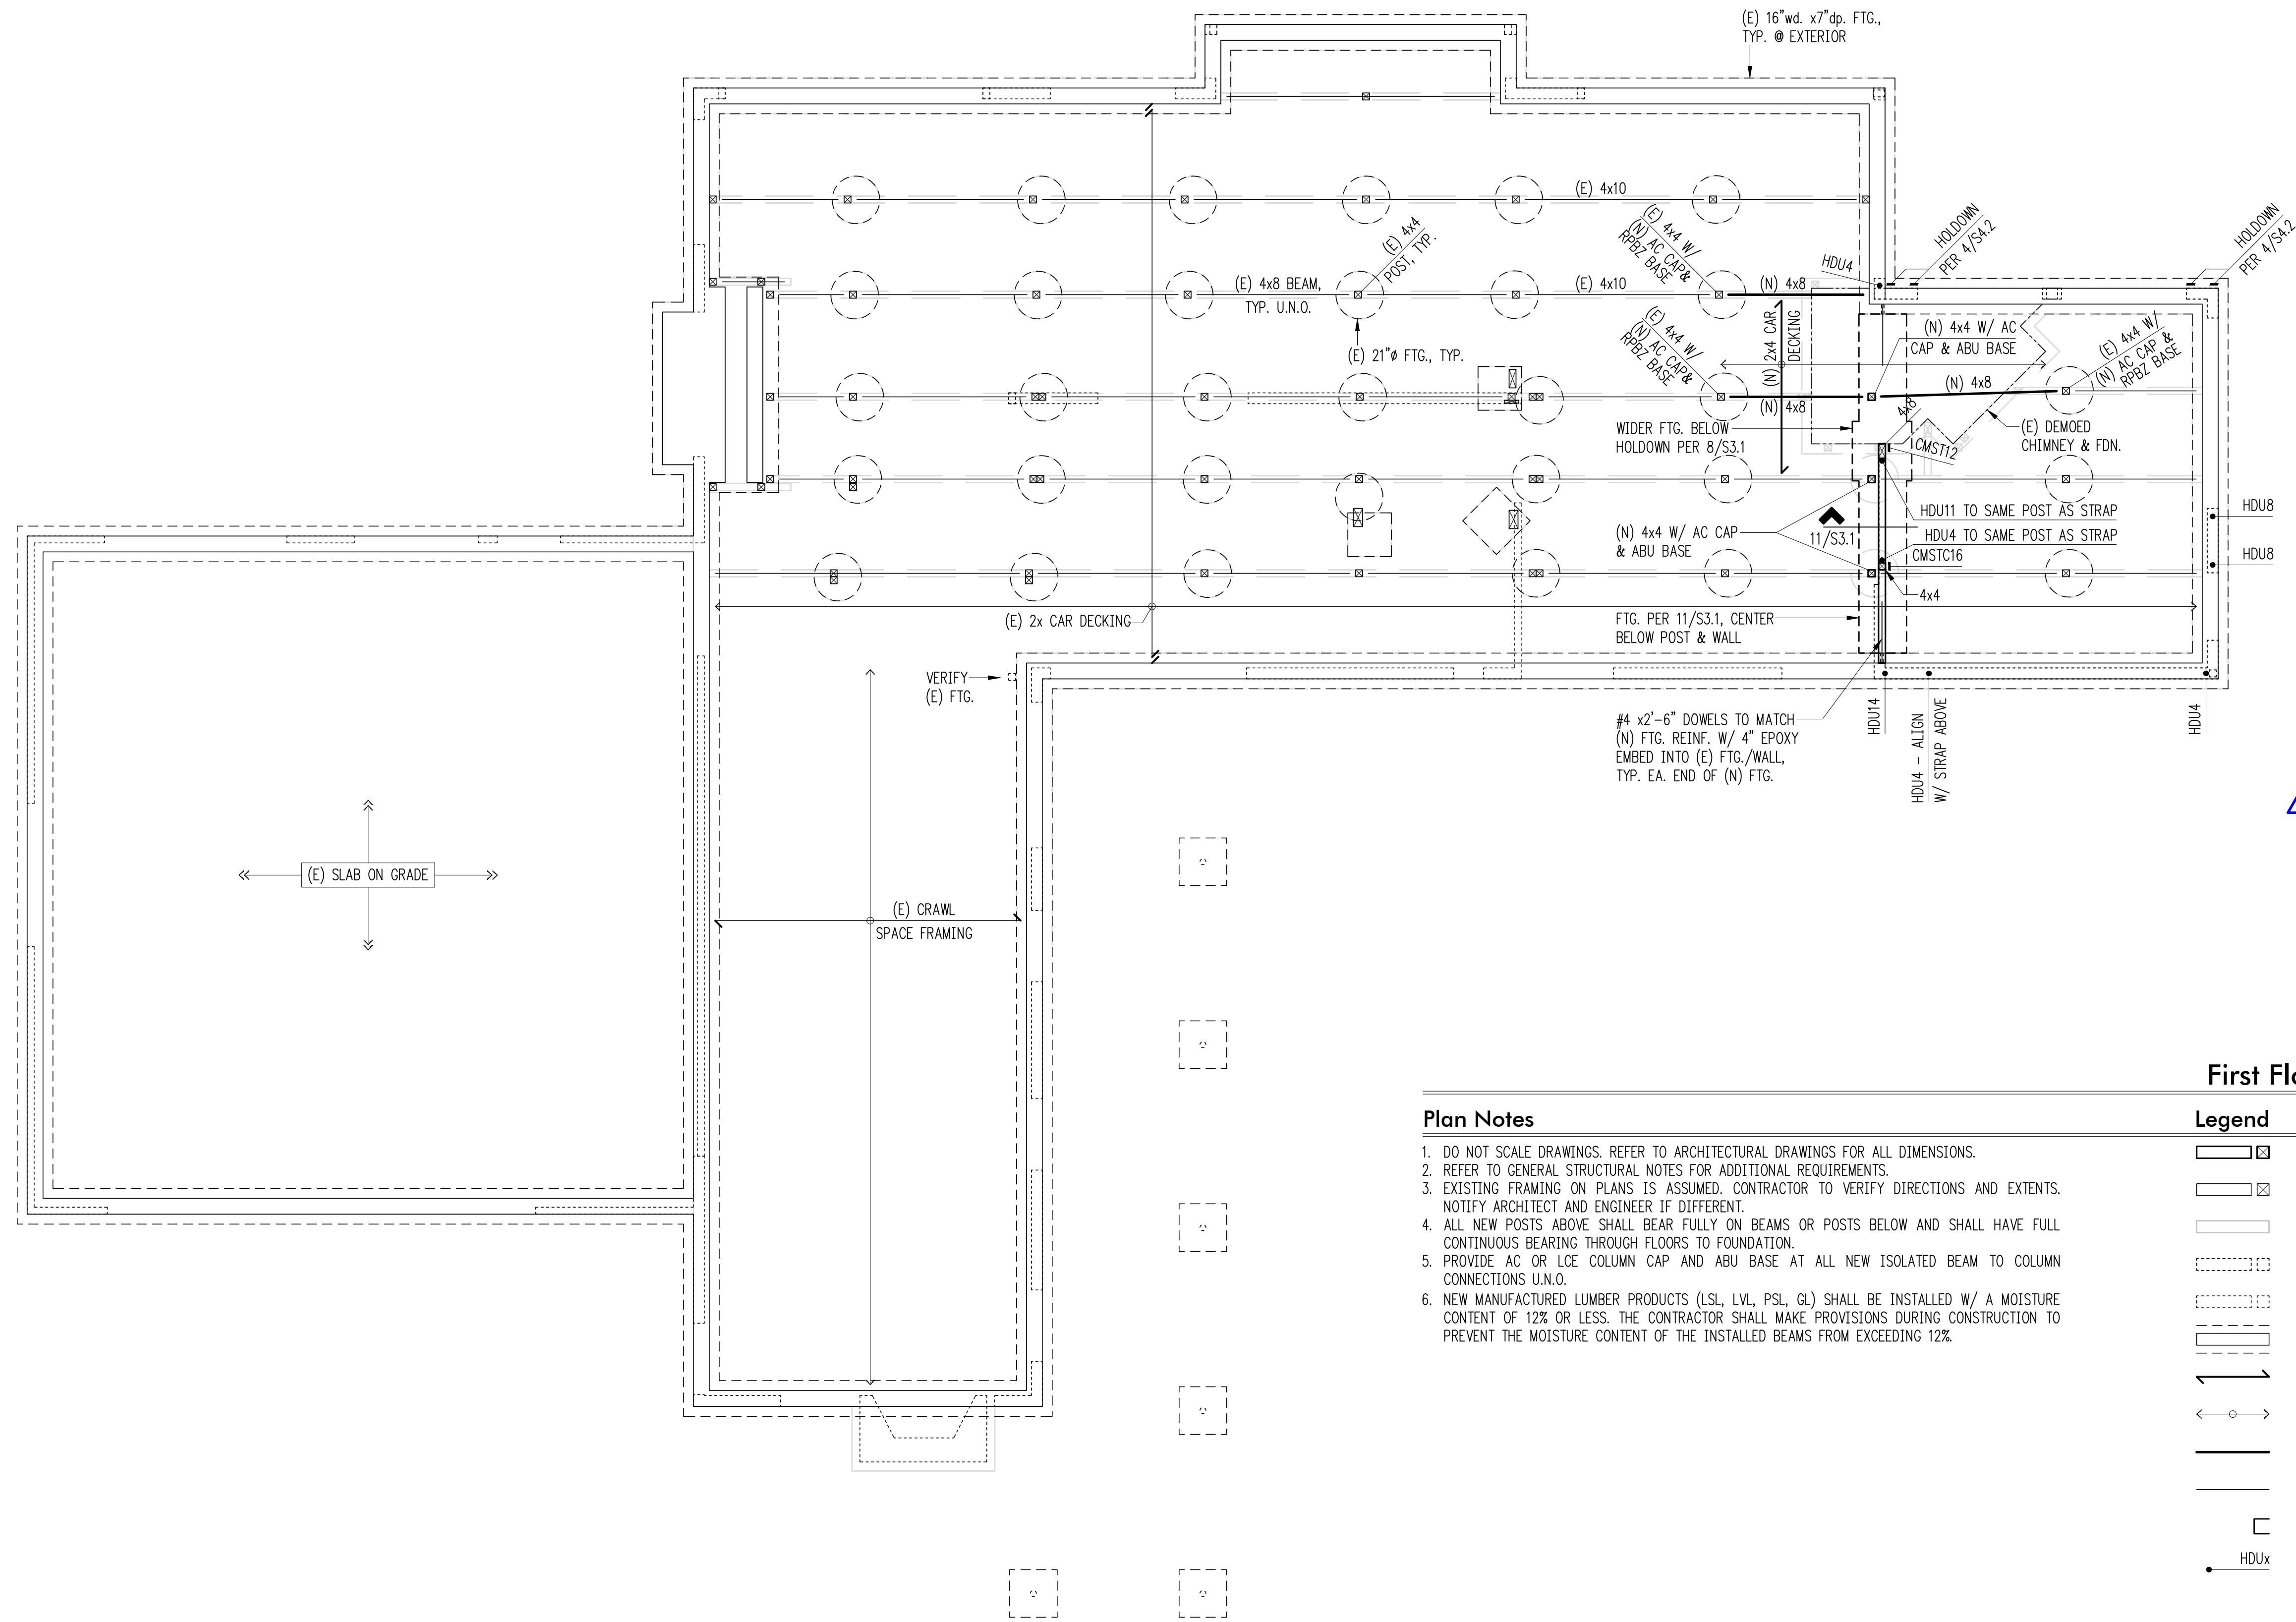 (E) 16"wd. x7"dp. FTG.,
TYP. @ EXTERIOR
(E) 4x10
(E) 4x4 W/
(N) AC CAP&
RPBZ BASE
(E) 4x4
POST, TYP.
HOLDOWN
PER 4/S4.2
HOLDOWN
PER 4/S4.2
HDU4
(E) 4x8 BEAM,
TYP. U.N.O.
(E) 4x10
(N) 4x8
(N) 2x4 CAR
DECKING
(E) 4x4 W/
(N) AC CAP&
RPBZ BASE
(E) 21"ø FTG., TYP.
(N) 4x4 W/ AC
CAP & ABU BASE
(E) 4x4 W/
(N) AC CAP &
RPBZ BASE
(N) 4x8
(N) 4x8
4x8
WIDER FTG. BELOW
HOLDOWN PER 8/S3.1
(E) DEMOED
CHIMNEY & FDN.
CMST12
HDU8
HDU11 TO SAME POST AS STRAP
(N) 4x4 W/ AC CAP
& ABU BASE
11/S3.1
HDU4 TO SAME POST AS STRAP
CMSTC16
HDU8
4x4
(E) 2x CAR DECKING
FTG. PER 11/S3.1, CENTER
BELOW POST & WALL
VERIFY
(E) FTG.
#4 x2'-6" DOWELS TO MATCH
(N) FTG. REINF. W/ 4" EPOXY
EMBED INTO (E) FTG./WALL,
TYP. EA. END OF (N) FTG.
HDU14
HDU4 - ALIGN
W/ STRAP ABOVE
HDU4
(E) SLAB ON GRADE
(E) CRAWL
SPACE FRAMING
First Flo
Plan Notes
1. DO NOT SCALE DRAWINGS. REFER TO ARCHITECTURAL DRAWINGS FOR ALL DIMENSIONS.
2. REFER TO GENERAL STRUCTURAL NOTES FOR ADDITIONAL REQUIREMENTS.
3. EXISTING FRAMING ON PLANS IS ASSUMED. CONTRACTOR TO VERIFY DIRECTIONS AND EXTENTS.
NOTIFY ARCHITECT AND ENGINEER IF DIFFERENT.
4. ALL NEW POSTS ABOVE SHALL BEAR FULLY ON BEAMS OR POSTS BELOW AND SHALL HAVE FULL
CONTINUOUS BEARING THROUGH FLOORS TO FOUNDATION.
5. PROVIDE AC OR LCE COLUMN CAP AND ABU BASE AT ALL NEW ISOLATED BEAM TO COLUMN
CONNECTIONS U.N.O.
6. NEW MANUFACTURED LUMBER PRODUCTS (LSL, LVL, PSL, GL) SHALL BE INSTALLED W/ A MOISTURE
CONTENT OF 12% OR LESS. THE CONTRACTOR SHALL MAKE PROVISIONS DURING CONSTRUCTION TO
PREVENT THE MOISTURE CONTENT OF THE INSTALLED BEAMS FROM EXCEEDING 12%.
Legend
HDUx